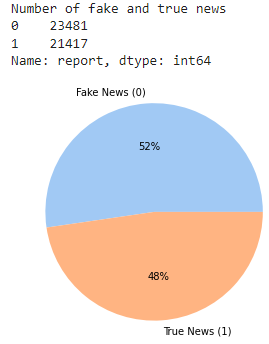 Number of fake and true news
0    23481
1    21417
Name: report, dtype: int64
Fake News (0)
52%
48%
True News (1)